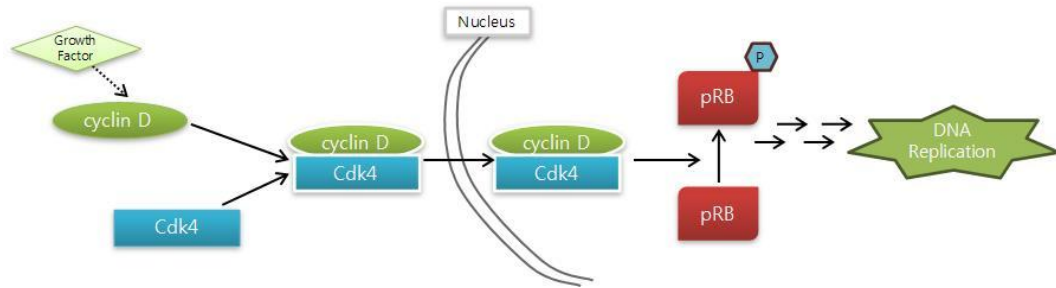 Nucleus
Growth
Factor
P
pRB
cyclin D
cyclin D
cyclin D
DNA
Replication
Cdk4
Cdk4
Cdk4
pRB